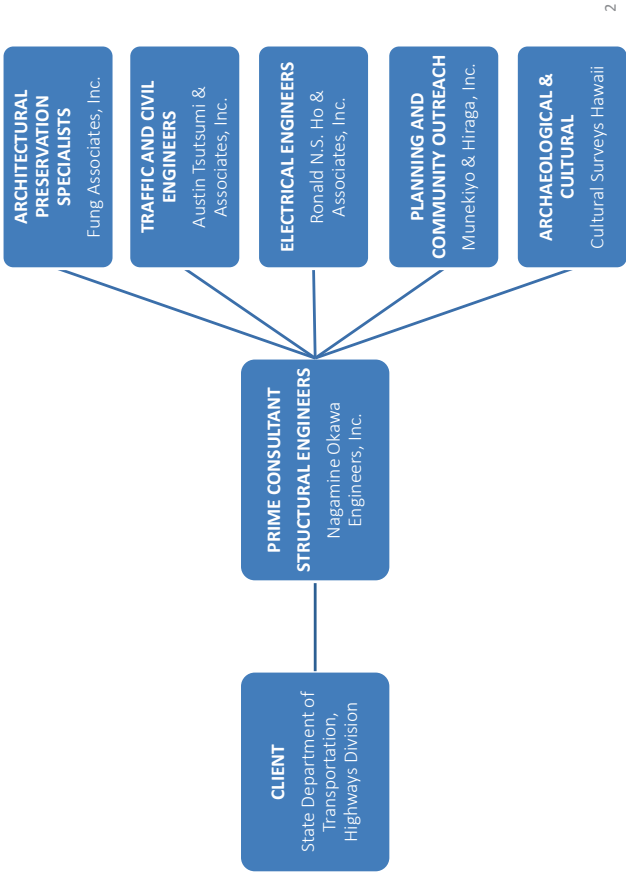 CLIENT
State Department of
Transportation,
Highways Division
PRIME CONSULTANT
STRUCTURAL ENGINEERS
Nagamine Okawa
Engineers, Inc.
ARCHITECTURAL
PRESERVATION
SPECIALISTS
Fung Associates, Inc.
TRAFFIC AND CIVIL
ENGINEERS
Austin Tsutsumi &
Associates, Inc.
ELECTRICAL ENGINEERS
Ronald N.S. Ho &
Associates, Inc.
PLANNING AND
COMMUNITY OUTREACH
Munekiyo & Hiraga, Inc.
ARCHAEOLOGICAL &
CULTURAL
Cultural Surveys Hawaii
2